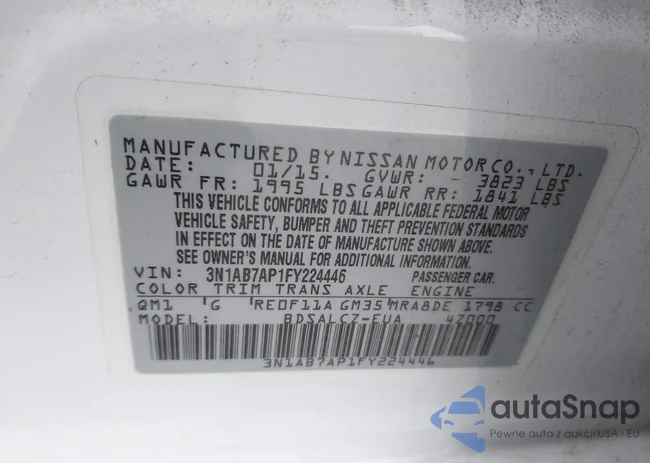 MANUFACTURED BY NISSAN MOTOR CO., LTD.
DATE: 01/15. GVWR: 3823 LBS
GAWR FR: 1995 LBS GAWR RR: 1841 LBS
THIS VEHICLE CONFORMS TO ALL APPLICABLE FEDERAL MOTOR
VEHICLE SAFETY, BUMPER AND THEFT PREVENTION STANDARDS
IN EFFECT ON THE DATE OF MANUFACTURE SHOWN ABOVE.
SEE OWNER'S MANUAL FOR ADDITIONAL INFORMATION.
VIN: 3N1AB7AP1FY224446 PASSENGER CAR.
COLOR TRIM TRANS AXLE ENGINE
QM1 G RE0F11A GM35 MRA8DE 1798 CC
MODEL: BDSALCZ-EUA 4Z000
3N1AB7AP1FY224446
autaSnap
Pewne auta z aukcji USA i EU